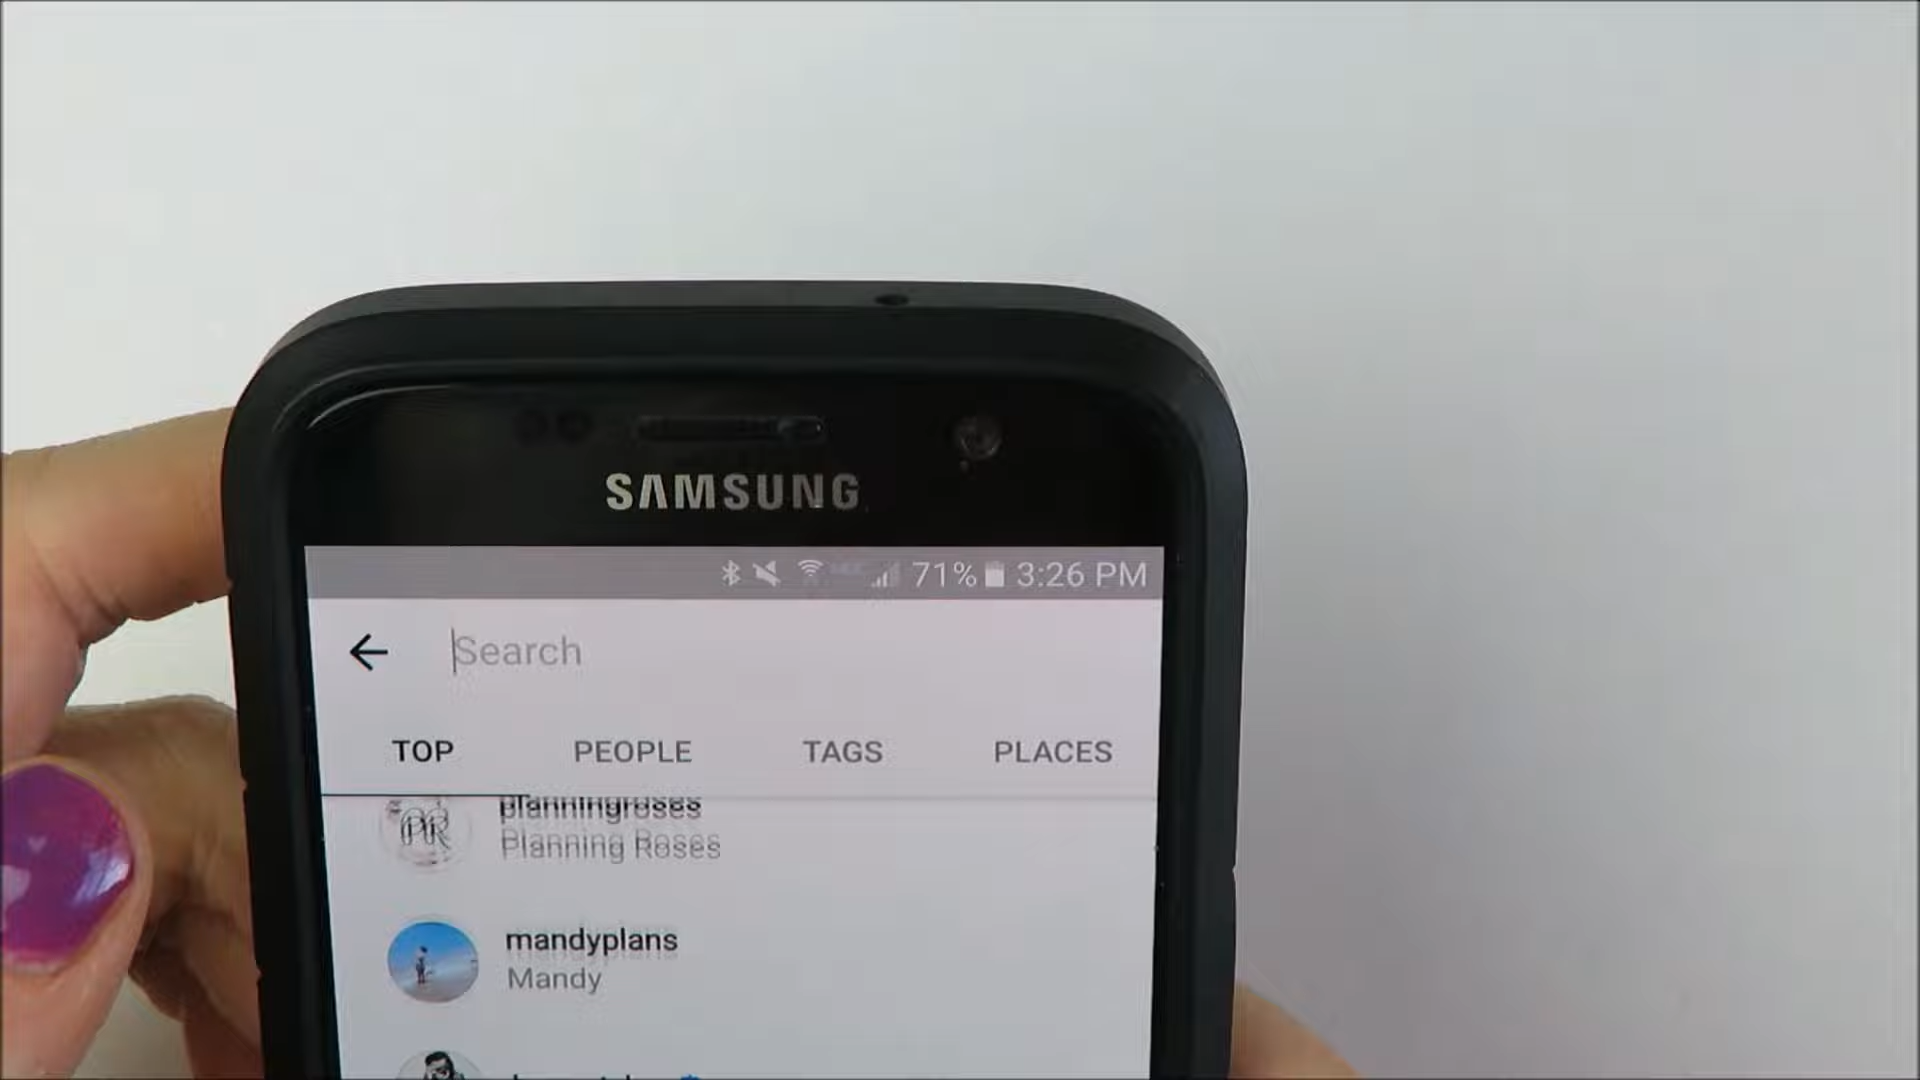 SAMSUNG
71% 3:26 PM
Search
TOP PEOPLE TAGS PLACES
planningroses
Planning Roses
mandyplans
Mandy